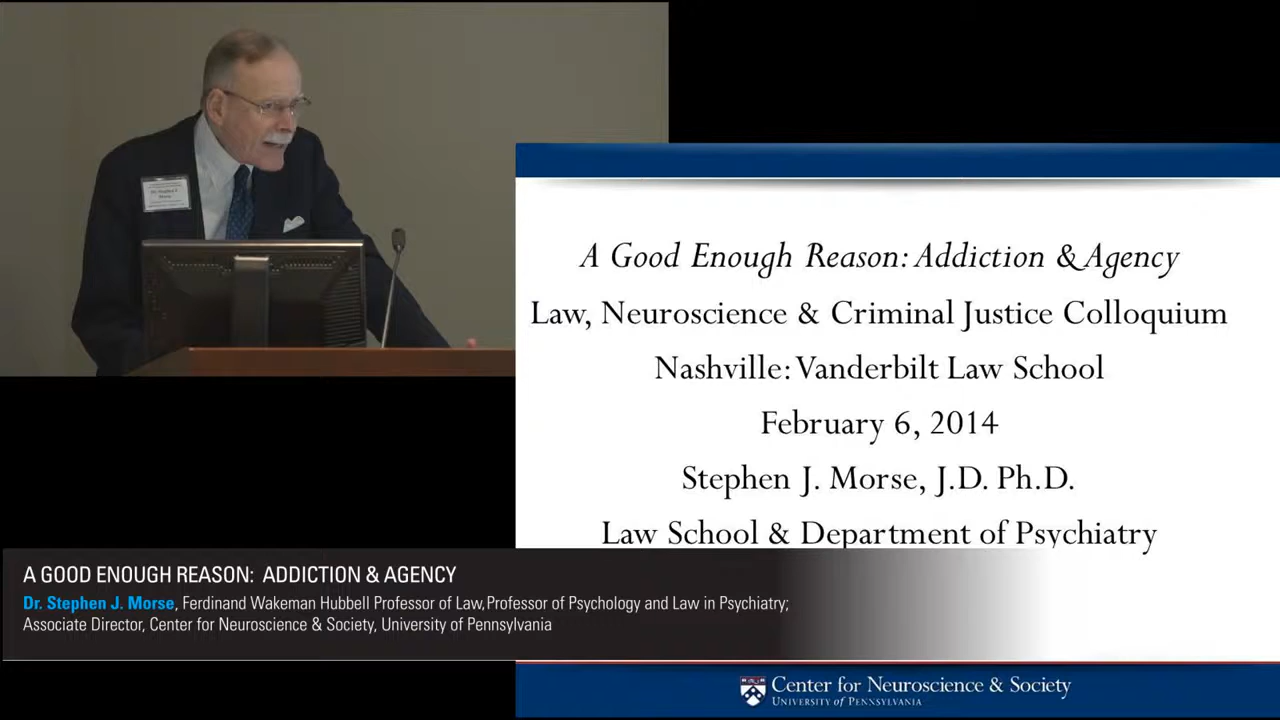 A Good Enough Reason: Addiction & Agency
Law, Neuroscience & Criminal Justice Colloquium
Nashville: Vanderbilt Law School
February 6, 2014
Stephen J. Morse, J.D. Ph.D.
Law School & Department of Psychiatry
A GOOD ENOUGH REASON: ADDICTION & AGENCY
Dr. Stephen J. Morse, Ferdinand Wakeman Hubbell Professor of Law, Professor of Psychology and Law in Psychiatry;
Associate Director, Center for Neuroscience & Society, University of Pennsylvania
Center for Neuroscience & Society
UNIVERSITY OF PENNSYLVANIA